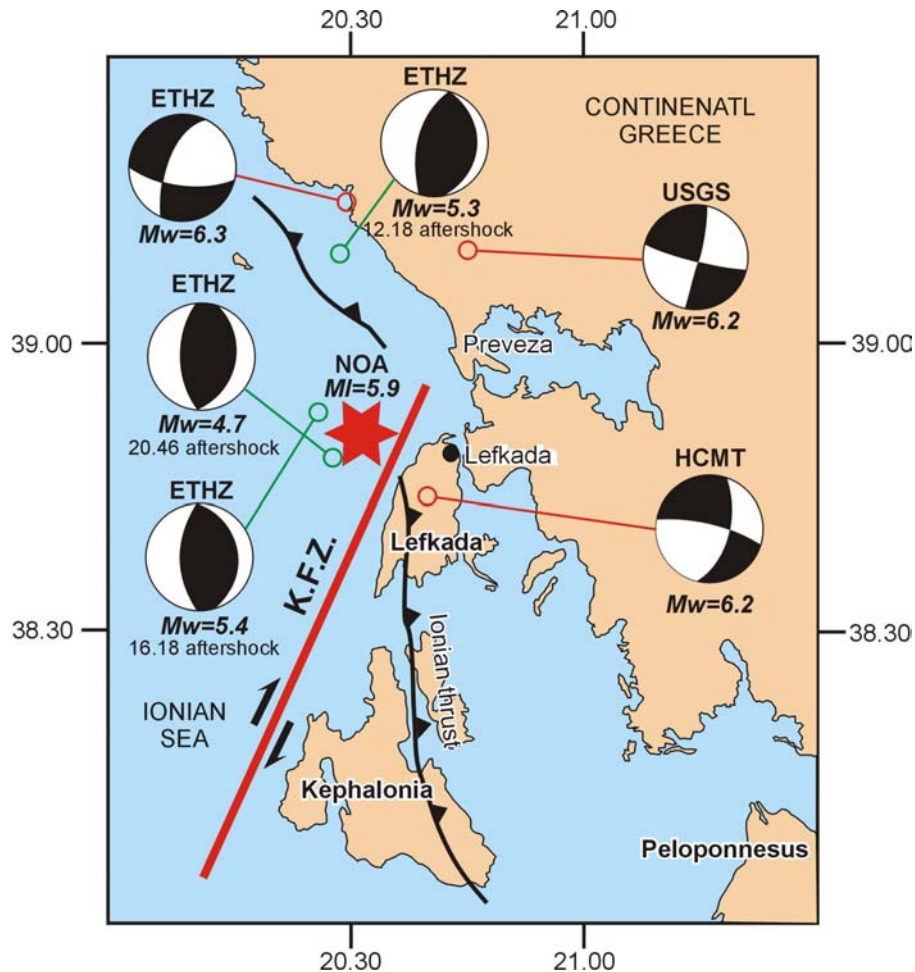 20.30
21.00
ETHZ
ETHZ
CONTINENATL
GREECE
USGS
Mw=5.3
12.18 aftershock
Mw=6.3
ETHZ
Mw=6.2
39.00
39.00
Preveza
NOA
Ml=5.9
Mw=4.7
20.46 aftershock
Lefkada
HCMT
ETHZ
Lefkada
K.F.Z.
Mw=6.2
Mw=5.4
16.18 aftershock
38.30
38.30
Ionian thrust
IONIAN
SEA
Kephalonia
Peloponnesus
20.30
21.00